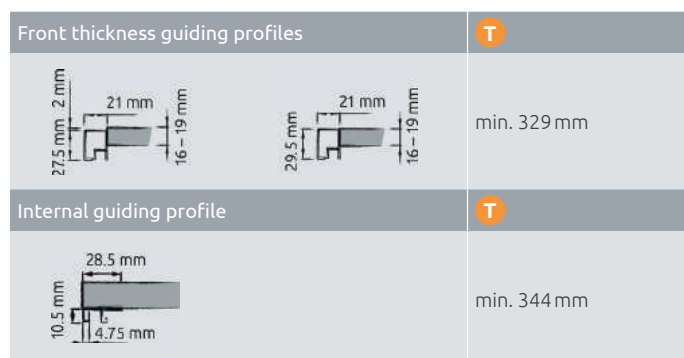 Front thickness guiding profiles T
2 mm
21 mm
27.5 mm
16 – 19 mm
21 mm
29.5 mm
16 – 19 mm
min. 329 mm
Internal guiding profile T
28.5 mm
10.5 mm
4.75 mm
min. 344 mm